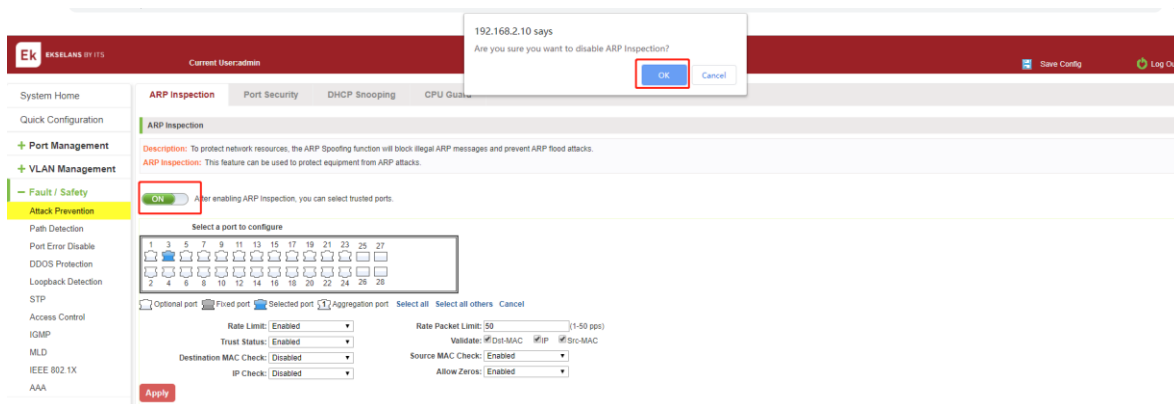 192.168.2.10 says
Are you sure you want to disable ARP Inspection?
OK Cancel
Ek EKSELANS BY ITS
Current User:admin
Save Config
Log Ou
System Home
Quick Configuration
+ Port Management
+ VLAN Management
− Fault / Safety
Attack Prevention
Path Detection
Port Error Disable
DDOS Protection
Loopback Detection
STP
Access Control
IGMP
MLD
IEEE 802.1X
AAA
ARP Inspection Port Security DHCP Snooping CPU Guard
ARP Inspection
Description: To protect network resources, the ARP Spoofing function will block illegal ARP messages and prevent ARP flood attacks.
ARP Inspection: This feature can be used to protect equipment from ARP attacks.
ON After enabling ARP Inspection, you can select trusted ports.
Select a port to configure
1 3 5 7 9 11 13 15 17 19 21 23 25 27
2 4 6 8 10 12 14 16 18 20 22 24 26 28
Optional port Fixed port Selected port 1 Aggregation port Select all Select all others Cancel
Rate Limit: Enabled Rate Packet Limit: 50 (1-50 pps)
Trust Status: Enabled Validate: Dst-MAC IP Src-MAC
Destination MAC Check: Disabled Source MAC Check: Enabled
IP Check: Disabled Allow Zeros: Enabled
Apply